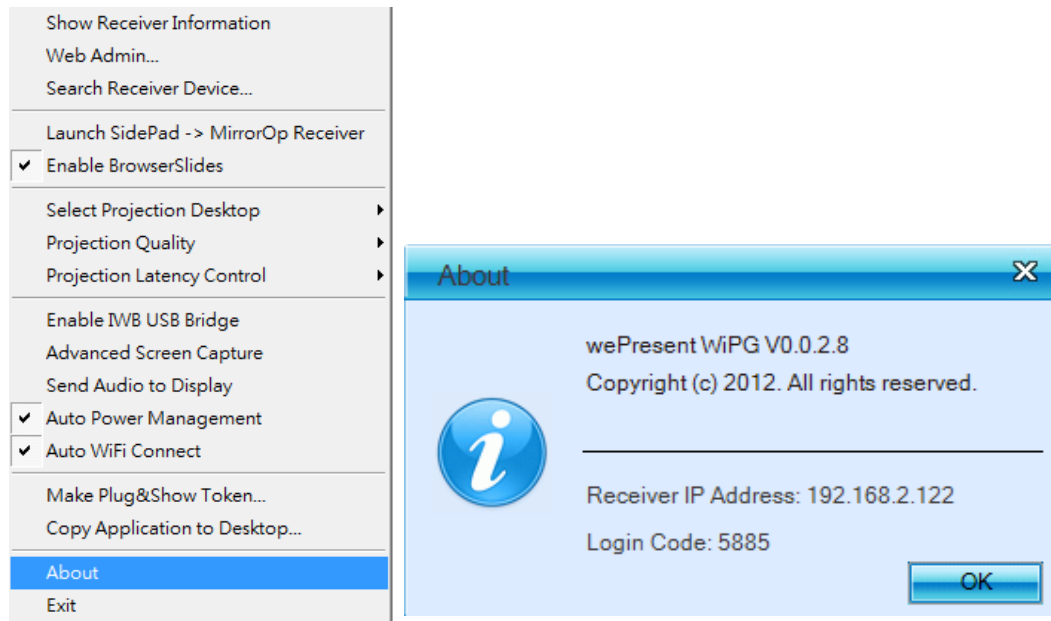 Show Receiver Information
Web Admin...
Search Receiver Device...
Launch SidePad -> MirrorOp Receiver
Enable BrowserSlides
Select Projection Desktop
Projection Quality
Projection Latency Control
Enable IWB USB Bridge
Advanced Screen Capture
Send Audio to Display
Auto Power Management
Auto WiFi Connect
Make Plug&Show Token...
Copy Application to Desktop...
About
Exit
About
wePresent WiPG V0.0.2.8
Copyright (c) 2012. All rights reserved.
Receiver IP Address: 192.168.2.122
Login Code: 5885
OK